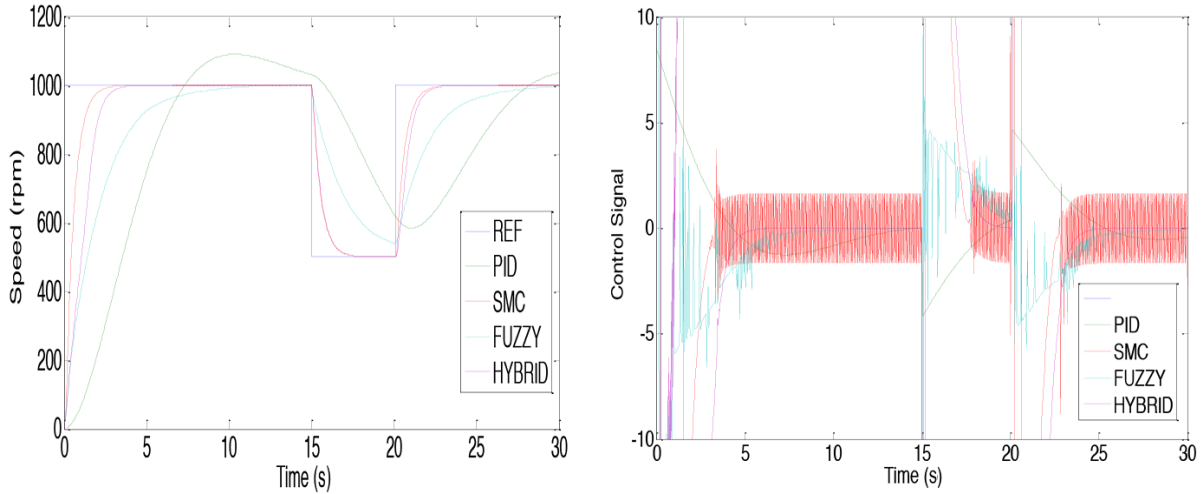 1200
1000
800
600
400
200
0
0 5 10 15 20 25 30
Speed (rpm)
Time (s)
REF
PID
SMC
FUZZY
HYBRID
10
5
0
-5
-10
0 5 10 15 20 25 30
Control Signal
Time (s)
PID
SMC
FUZZY
HYBRID